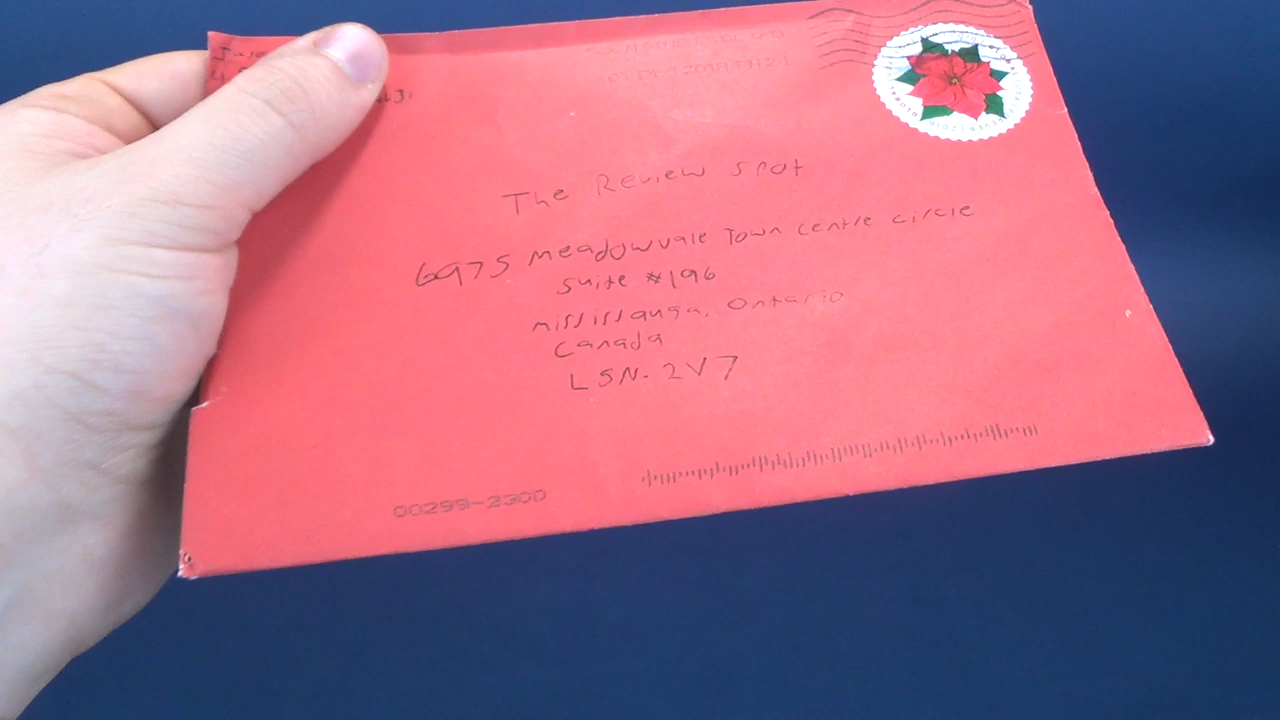 The Review Spot
6975 Meadowvale Town centre circle
Suite #196
Mississauga, Ontario
Canada
L5N-2V7
00299-2300